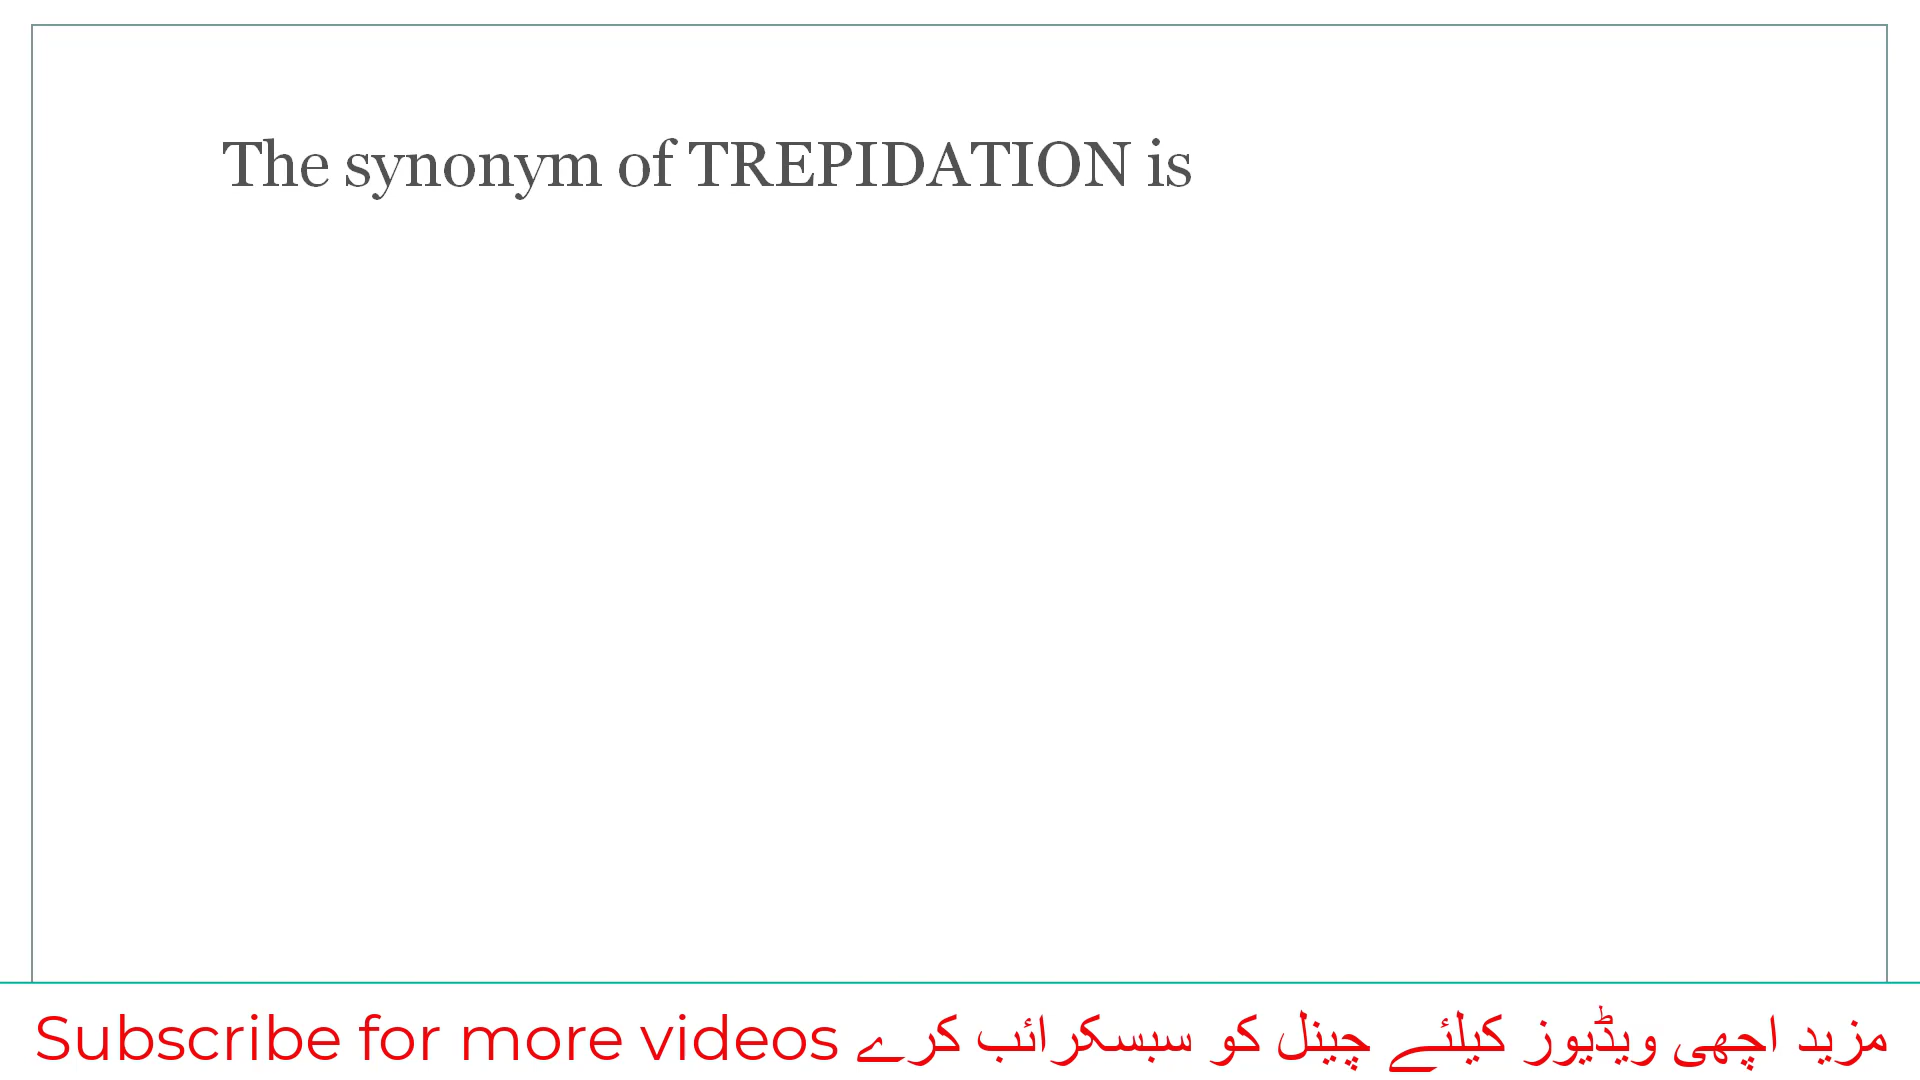 The synonym of TREPIDATION is
Subscribe for more videos مزید اچھی ویڈیوز کیلئے چینل کو سبسکرائب کرے